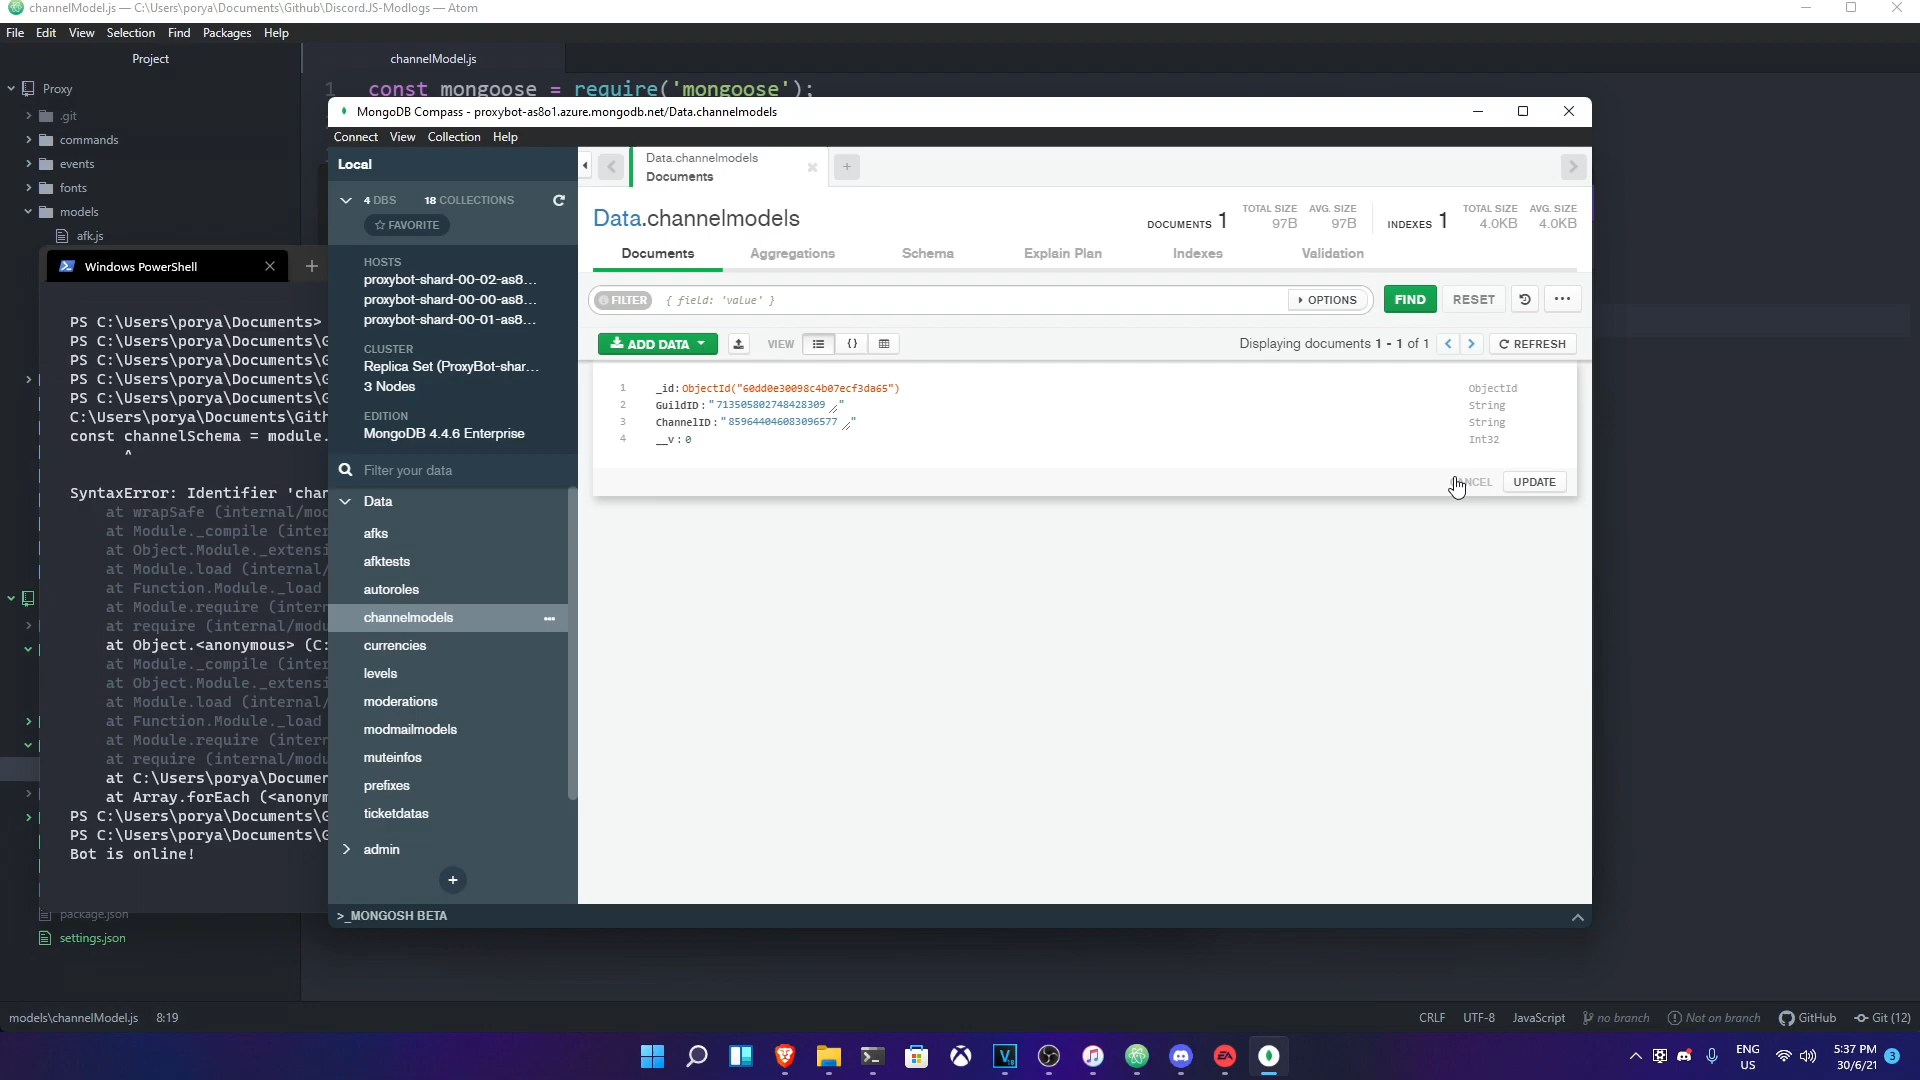 channelModel.js — C:\Users\porya\Documents\Github\Discord.JS-Modlogs — Atom
File Edit View Selection Find Packages Help
Project
channelModel.js
1 const mongoose = require('mongoose');
Proxy
.git
commands
events
fonts
models
afk.js
Windows PowerShell
PS C:\Users\porya\Documents>
PS C:\Users\porya\Documents\G
PS C:\Users\porya\Documents\G
PS C:\Users\porya\Documents\G
PS C:\Users\porya\Documents\G
C:\Users\porya\Documents\Gith
const channelSchema = module.
^
SyntaxError: Identifier 'chan
at wrapSafe (internal/mod
at Module._compile (inter
at Object.Module._extensi
at Module.load (internal/
at Function.Module._load
at Module.require (intern
at require (internal/modu
at Object.<anonymous> (C:
at Module._compile (inter
at Object.Module._extensi
at Module.load (internal/
at Function.Module._load
at Module.require (intern
at require (internal/modu
at C:\Users\porya\Documen
at Array.forEach (<anonym
PS C:\Users\porya\Documents\G
PS C:\Users\porya\Documents\G
Bot is online!
package.json
settings.json
MongoDB Compass - proxybot-as8o1.azure.mongodb.net/Data.channelmodels
Connect View Collection Help
Local
4 DBS 18 COLLECTIONS
FAVORITE
HOSTS
proxybot-shard-00-02-as8...
proxybot-shard-00-00-as8...
proxybot-shard-00-01-as8...
CLUSTER
Replica Set (ProxyBot-shar...
3 Nodes
EDITION
MongoDB 4.4.6 Enterprise
Filter your data
Data
afks
afktests
autoroles
channelmodels
currencies
levels
moderations
modmailmodels
muteinfos
prefixes
ticketdatas
admin
>_MONGOSH BETA
Data.channelmodels
Documents
Data.channelmodels
DOCUMENTS 1 TOTAL SIZE 97B AVG. SIZE 97B INDEXES 1 TOTAL SIZE 4.0KB AVG. SIZE 4.0KB
Documents Aggregations Schema Explain Plan Indexes Validation
FILTER { field: 'value' } OPTIONS FIND RESET
ADD DATA VIEW {} Displaying documents 1 - 1 of 1 REFRESH
1 _id: ObjectId("60dd0e30098c4b07ecf3da65") ObjectId
2 GuildID : "713505802748428309" String
3 ChannelID : "859644046083096577" String
4 __v : 0 Int32
UPDATE
models\channelModel.js 8:19
CRLF UTF-8 JavaScript no branch Not on branch GitHub Git (12)
ENG
US
5:37 PM
30/6/21
3